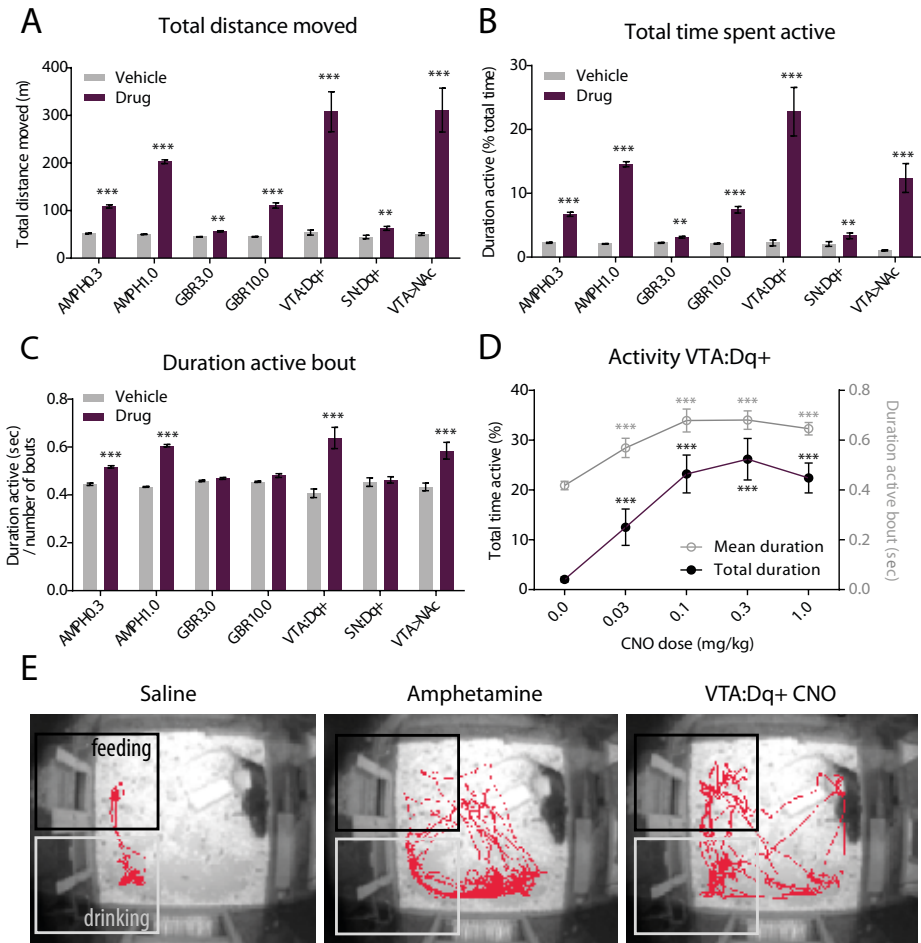 A
Total distance moved
Total distance moved (m)
400
300
200
100
0
Vehicle
Drug
*** *** ** *** *** ** ***
AMPH0.3 AMPH1.0 GBR3.0 GBR10.0 VTA:Dq+ SN:Dq+ VTA>NAc
B
Total time spent active
Duration active (% total time)
30
20
10
0
Vehicle
Drug
*** *** ** *** *** ** ***
AMPH0.3 AMPH1.0 GBR3.0 GBR10.0 VTA:Dq+ SN:Dq+ VTA>NAc
C
Duration active bout
Duration active (sec)
/ number of bouts
0.8
0.6
0.4
0.2
0.0
Vehicle
Drug
*** *** *** ***
AMPH0.3 AMPH1.0 GBR3.0 GBR10.0 VTA:Dq+ SN:Dq+ VTA>NAc
D
Activity VTA:Dq+
Total time active (%)
40
30
20
10
0
*** *** *** ***
*** *** *** ***
Mean duration
Total duration
0.8
0.6
0.4
0.2
0.0
Duration active
bout (sec)
0.0 0.03 0.1 0.3 1.0
CNO dose (mg/kg)
E
Saline
feeding
drinking
Amphetamine
VTA:Dq+ CNO